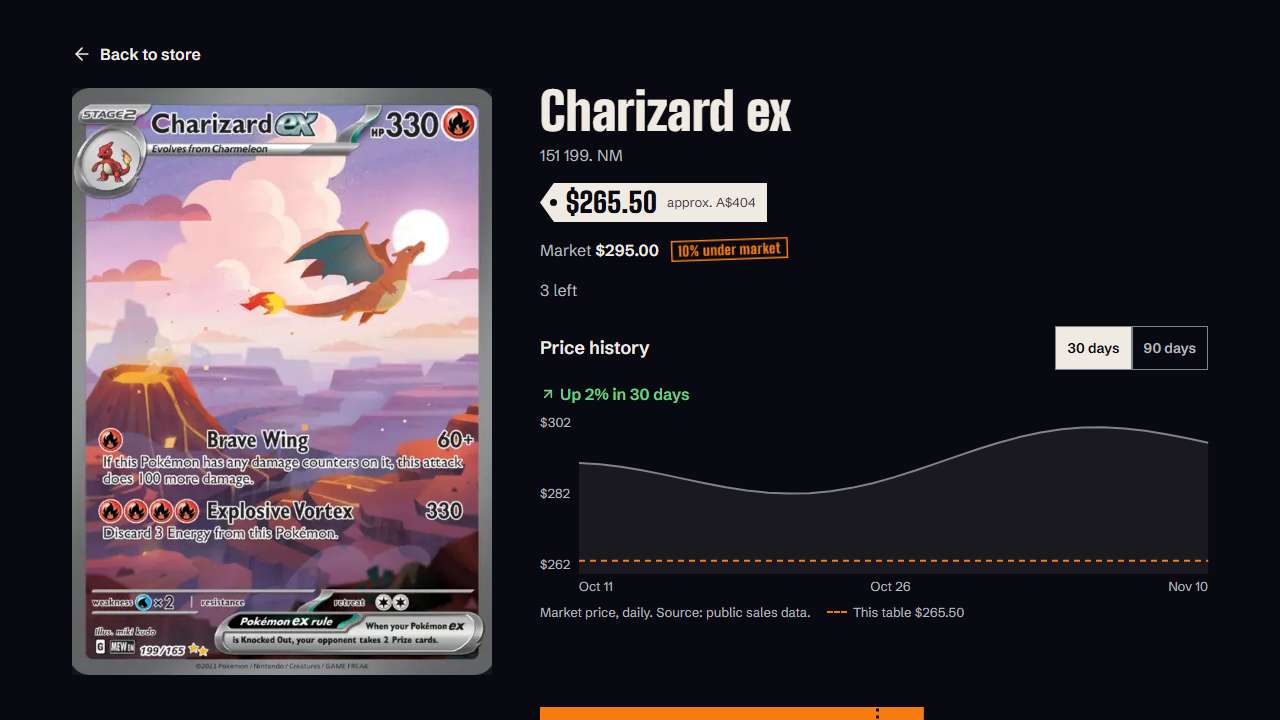 Back to store
STAGE2
Charizard ex
HP 330
Evolves from Charmeleon
Brave Wing 60+
If this Pokémon has any damage counters on it, this attack
does 100 more damage.
Explosive Vortex 330
Discard 3 Energy from this Pokémon.
weakness ×2 resistance retreat
Illus. miki kudo
Pokémon ex rule
When your Pokémon ex
is Knocked Out, your opponent takes 2 Prize cards.
G MEW EN 199/165
©2023 Pokémon / Nintendo / Creatures / GAME FREAK
Charizard ex
151 199. NM
$265.50 approx. A$404
Market $295.00 10% under market
3 left
Price history
30 days 90 days
Up 2% in 30 days
$302
$282
$262
Oct 11 Oct 26 Nov 10
Market price, daily. Source: public sales data. This table $265.50